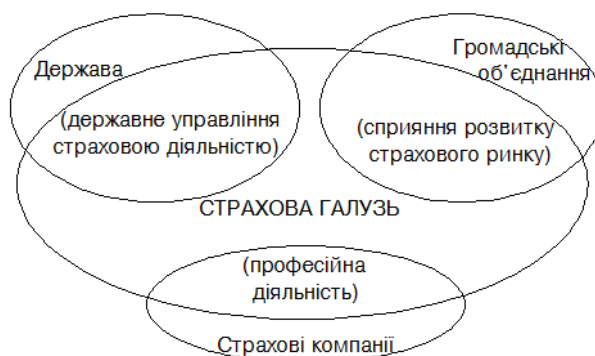 Держава
(державне управління
страховою діяльністю)
Громадські
об'єднання
(сприяння розвитку
страхового ринку)
СТРАХОВА ГАЛУЗЬ
(професійна
діяльність)
Страхові компанії